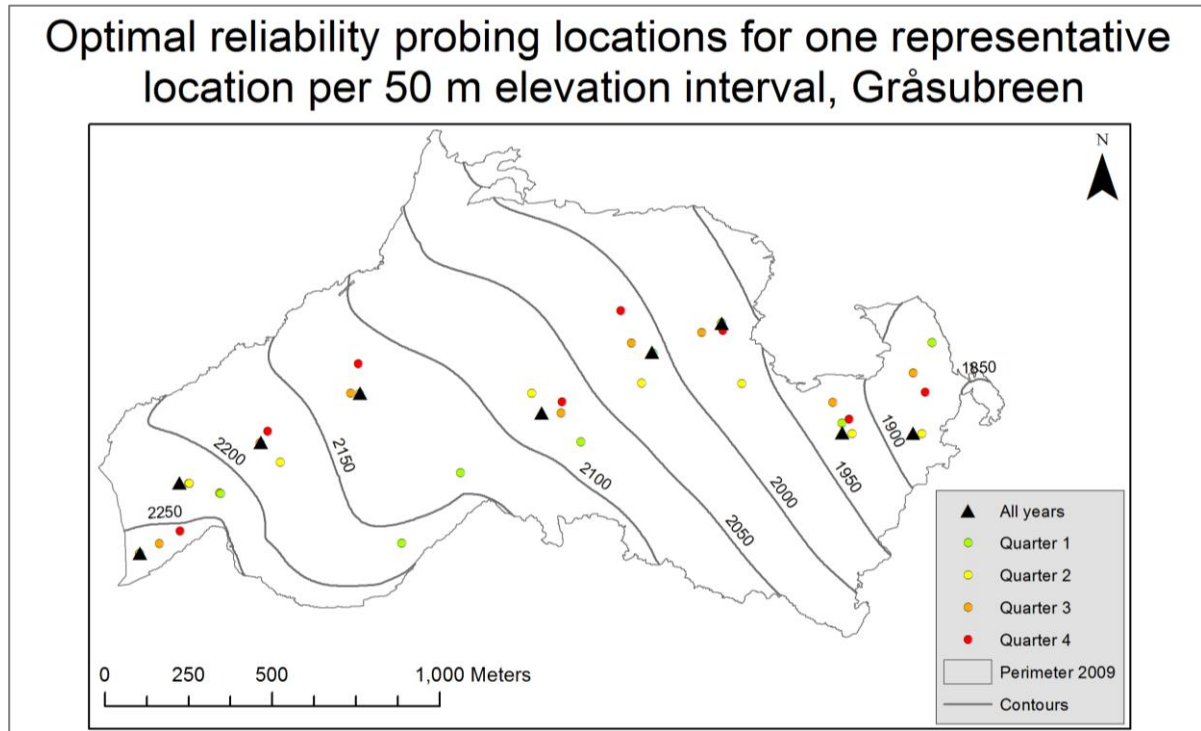 Optimal reliability probing locations for one representative
location per 50 m elevation interval, Gråsubreen
N
1850
1900
1950
2000
2050
2100
2150
2200
2250
All years
Quarter 1
Quarter 2
Quarter 3
Quarter 4
Perimeter 2009
Contours
0 250 500 1,000 Meters